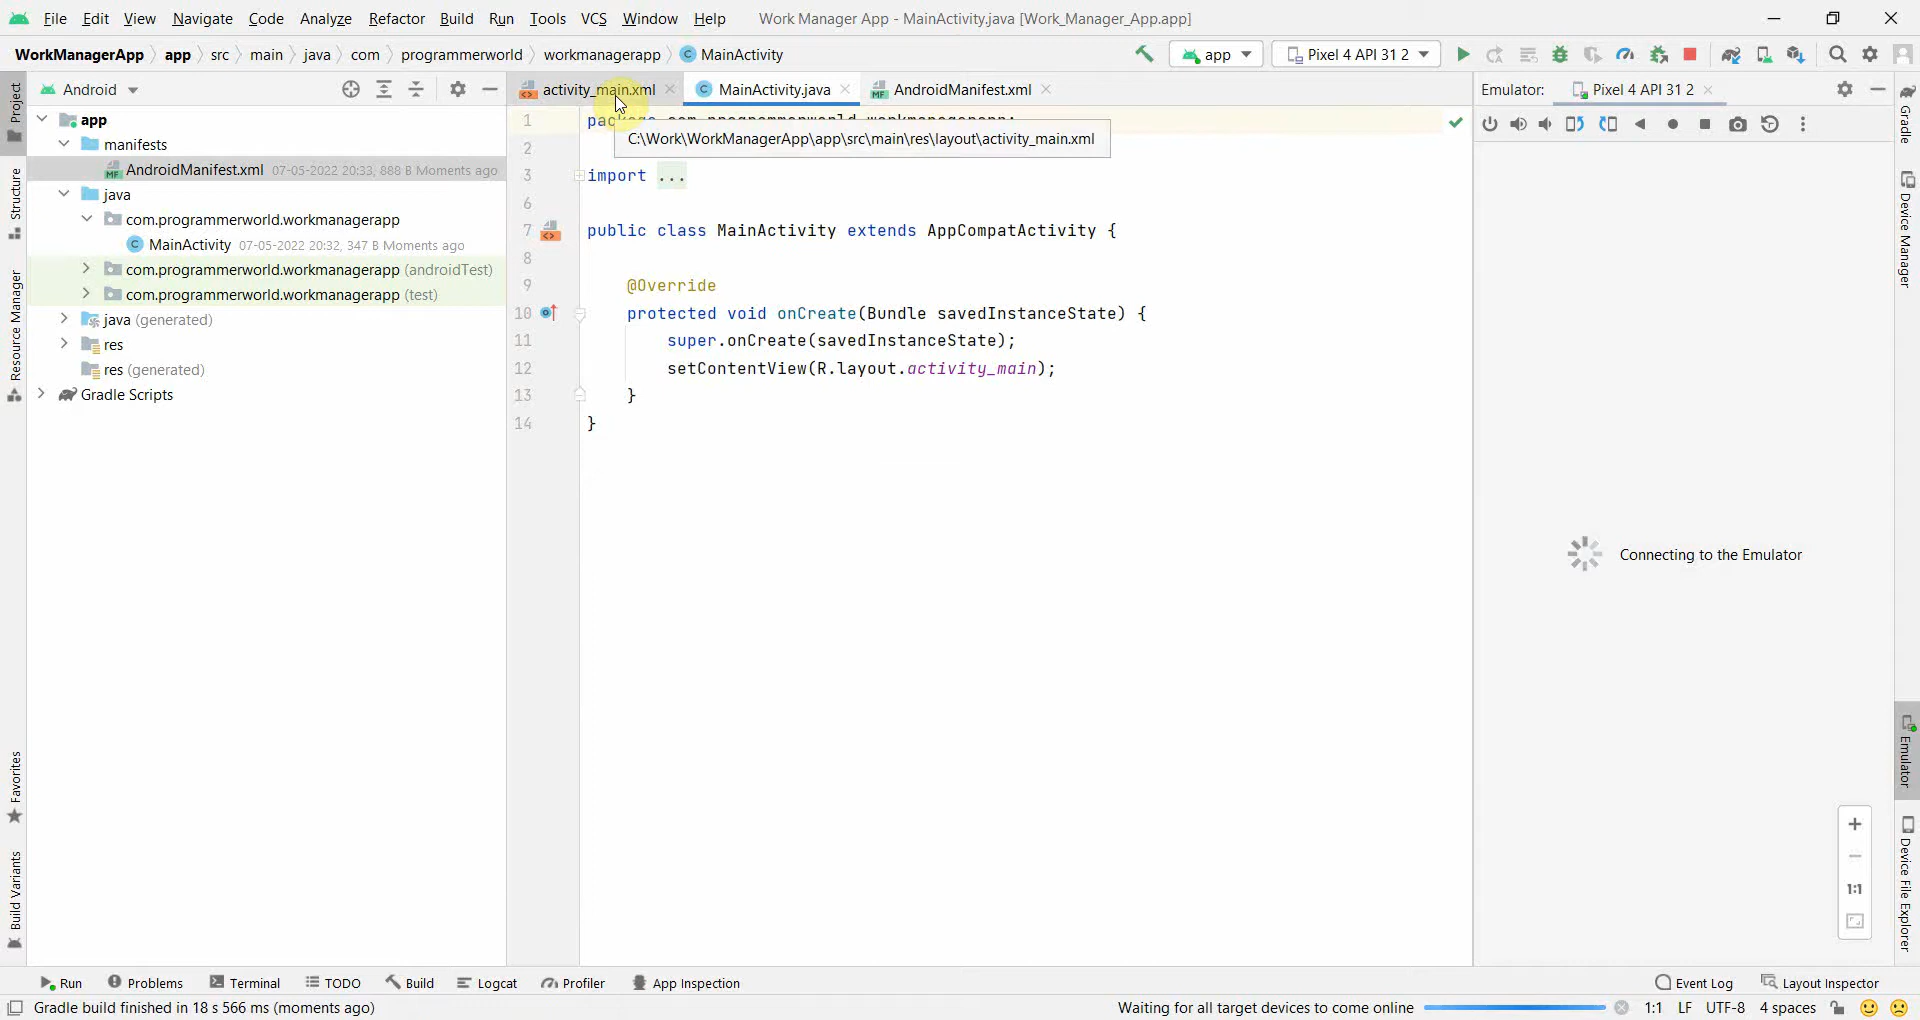 File Edit View Navigate Code Analyze Refactor Build Run Tools VCS Window Help Work Manager App - MainActivity.java [Work_Manager_App.app]
WorkManagerApp app src main java com programmerworld workmanagerapp C MainActivity app Pixel 4 API 31 2
Project
Structure
Resource Manager
Favorites
Build Variants
Android
app
manifests
MF AndroidManifest.xml 07-05-2022 20:33, 888 B Moments ago
java
com.programmerworld.workmanagerapp
C MainActivity 07-05-2022 20:32, 347 B Moments ago
com.programmerworld.workmanagerapp (androidTest)
com.programmerworld.workmanagerapp (test)
java (generated)
res
res (generated)
Gradle Scripts
activity_main.xml C MainActivity.java MF AndroidManifest.xml
C:\Work\WorkManagerApp\app\src\main\res\layout\activity_main.xml
1 package com.programmerworld.workmanagerapp;
2
3 import ...
6
7 public class MainActivity extends AppCompatActivity {
8
9 @Override
10 protected void onCreate(Bundle savedInstanceState) {
11 super.onCreate(savedInstanceState);
12 setContentView(R.layout.activity_main);
13 }
14 }
Emulator: Pixel 4 API 31 2
Connecting to the Emulator
1:1
Gradle
Device Manager
Emulator
Device File Explorer
Run Problems Terminal TODO Build Logcat Profiler App Inspection Event Log Layout Inspector
Gradle build finished in 18 s 566 ms (moments ago) Waiting for all target devices to come online 1:1 LF UTF-8 4 spaces